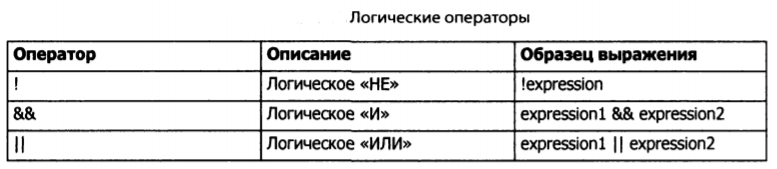 Логические операторы
Оператор Описание Образец выражения
! Логическое «НЕ» !expression
&& Логическое «И» expression1 && expression2
|| Логическое «ИЛИ» expression1 || expression2